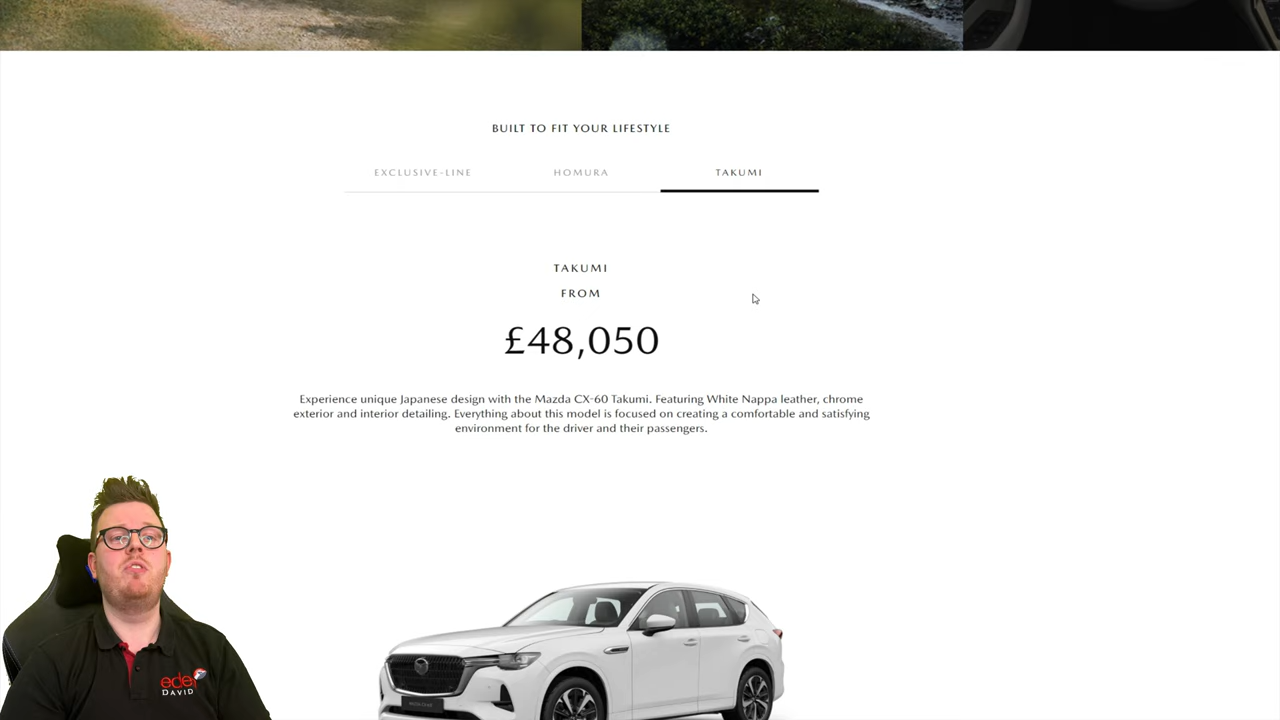 BUILT TO FIT YOUR LIFESTYLE
EXCLUSIVE-LINE HOMURA TAKUMI
TAKUMI
FROM
£48,050
Experience unique Japanese design with the Mazda CX-60 Takumi. Featuring White Nappa leather, chrome
exterior and interior detailing. Everything about this model is focused on creating a comfortable and satisfying
environment for the driver and their passengers.
DAVID